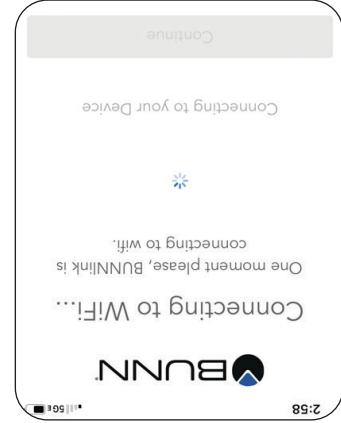 2:58 5G E
BUNN
Connecting to WiFi...
One moment please, BUNNlink is
connecting to wifi.
Connecting to your Device
Continue